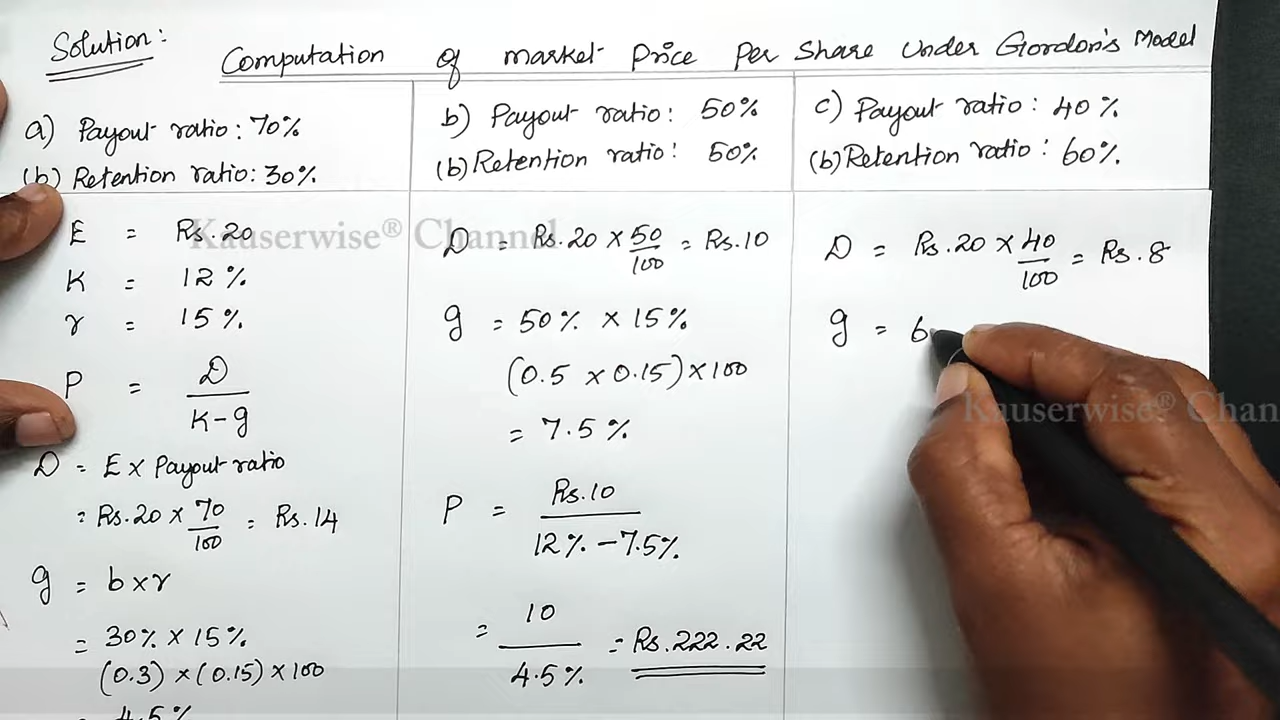 Solution:
Computation of market Price Per Share Under Gordon's Model
a) Payout ratio: 70%
(b) Retention ratio: 30%
E = Rs.20
K = 12%
r = 15%
P = D
K-g
D = E x Payout ratio
= Rs.20 x 70/100 = Rs.14
g = b x r
= 30% x 15%
(0.3) x (0.15) x 100
= 4.5%
b) Payout ratio: 50%
(b) Retention ratio: 50%
D = Rs.20 x 50/100 = Rs.10
g = 50% x 15%
(0.5 x 0.15) x 100
= 7.5%
P = Rs.10
12% - 7.5%
= 10
4.5% = Rs.222.22
c) Payout ratio: 40%
(b) Retention ratio: 60%
D = Rs.20 x 40/100 = Rs.8
g = 6
Kauserwise® Channel
Kauserwise® Chan